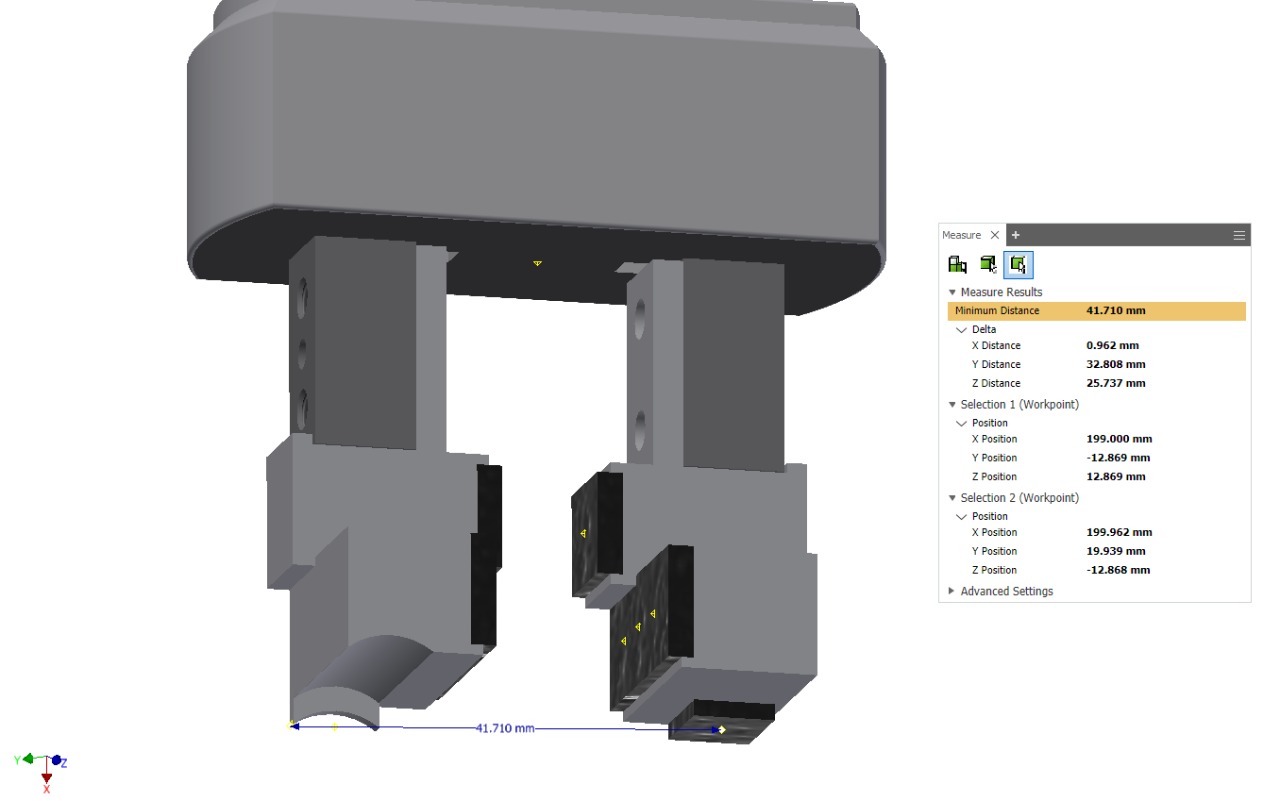 Measure
Measure Results
Minimum Distance 41.710 mm
Delta
X Distance 0.962 mm
Y Distance 32.808 mm
Z Distance 25.737 mm
Selection 1 (Workpoint)
Position
X Position 199.000 mm
Y Position -12.869 mm
Z Position 12.869 mm
Selection 2 (Workpoint)
Position
X Position 199.962 mm
Y Position 19.939 mm
Z Position -12.868 mm
Advanced Settings
41.710 mm
Y Z
X